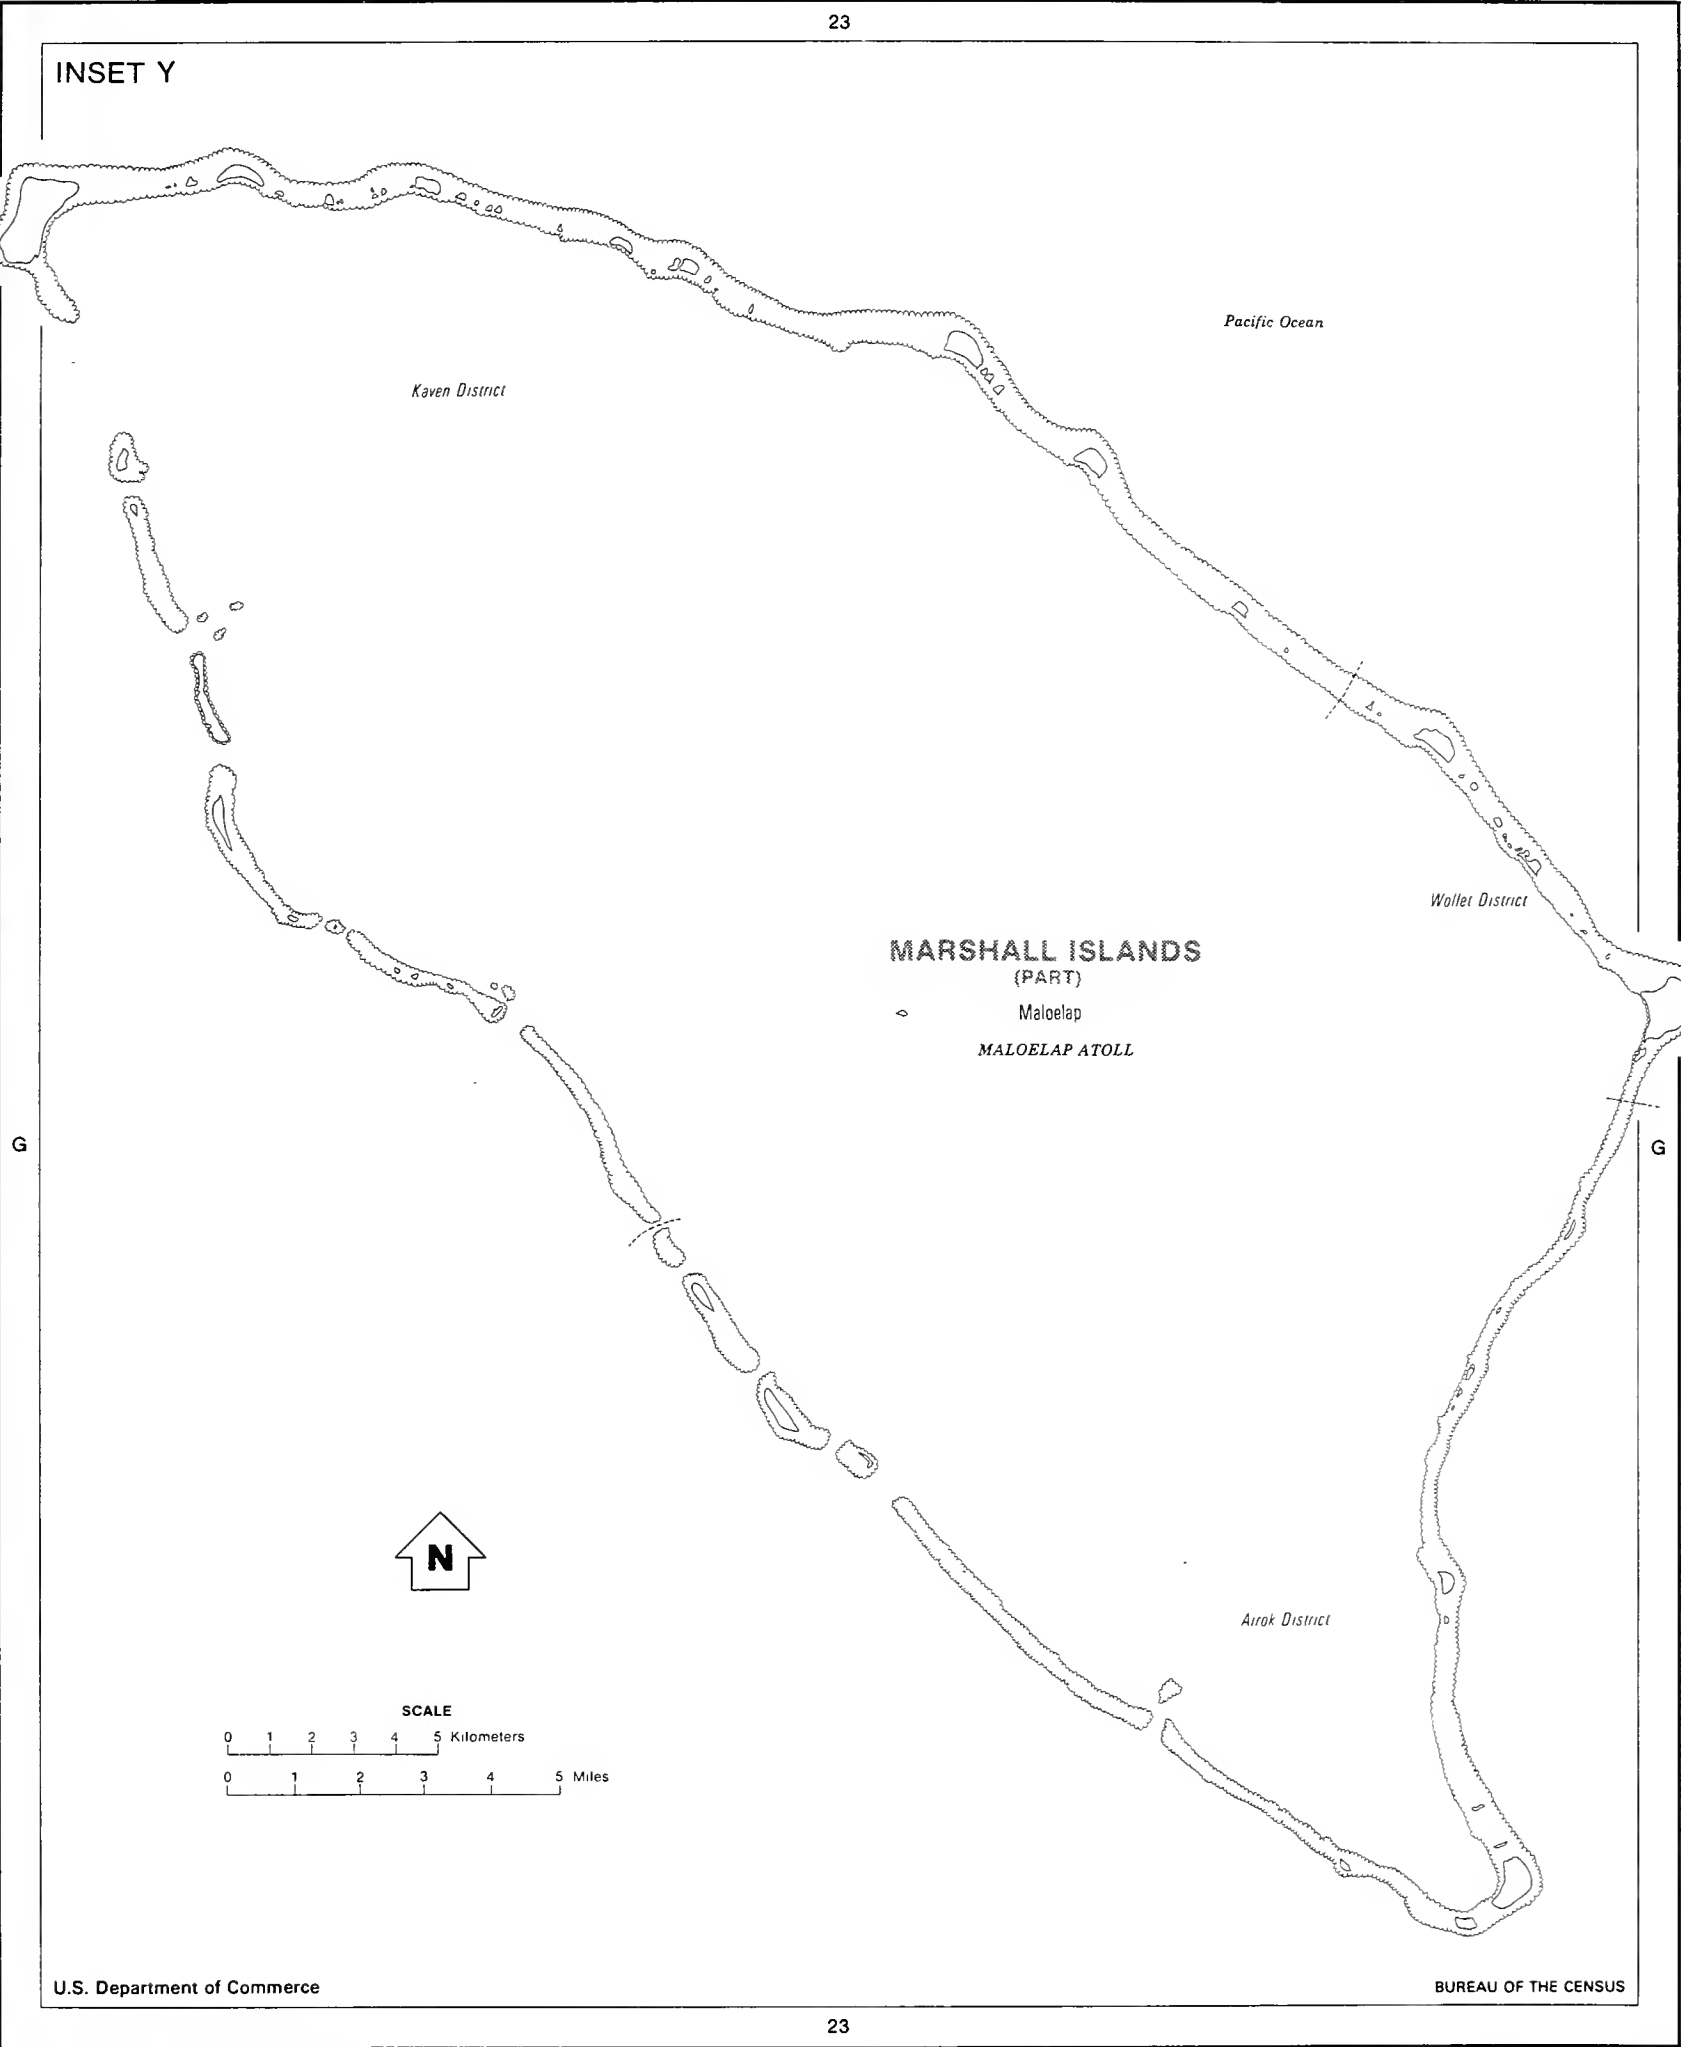 23
INSET Y
Pacific Ocean
Kaven District
Wollet District
MARSHALL ISLANDS
(PART)
Maloelap
MALOELAP ATOLL
G
G
N
Airok District
SCALE
0 1 2 3 4 5 Kilometers
0 1 2 3 4 5 Miles
U.S. Department of Commerce
BUREAU OF THE CENSUS
23